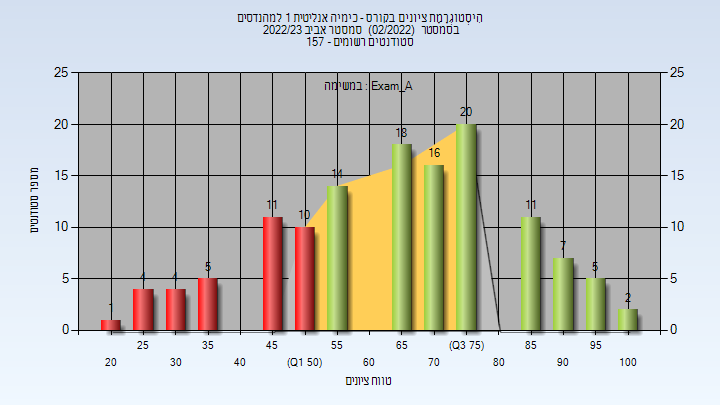 הִיסְטוֹגְרַמַת ציונים בקורס - כימיה אנליטית 1 למהנדסים
בסמסטר (02/2022) סמסטר אביב 2022/23
סטודנטים רשומים - 157
במשימה : Exam_A
מספר סטודנטים
25 25
20 20
15 15
10 10
5 5
0 0
1 4 4 5 11 10 14 18 16 20 11 7 5 2
25 35 45 55 65 (Q3 75) 85 95
20 30 40 (Q1 50) 60 70 80 90 100
טווח ציונים